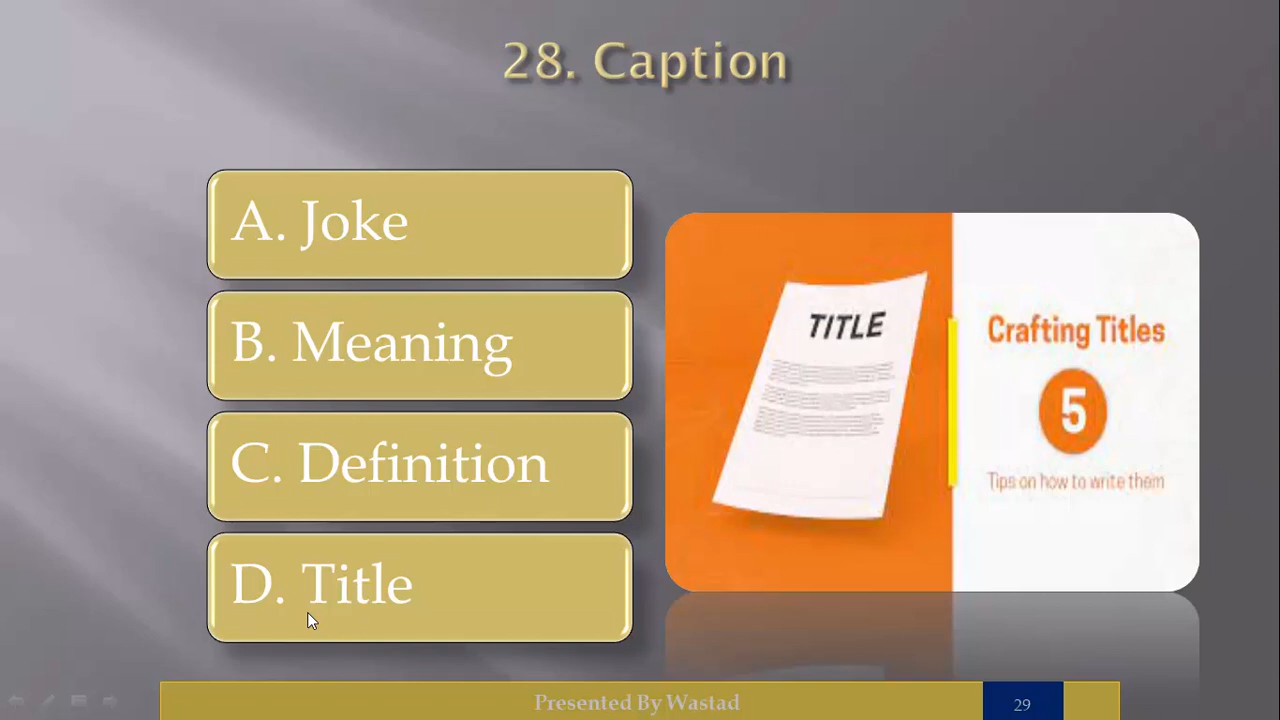 28. Caption
A. Joke
B. Meaning
C. Definition
D. Title
TITLE
Crafting Titles
5
Tips on how to write them
Presented By Wastad
29